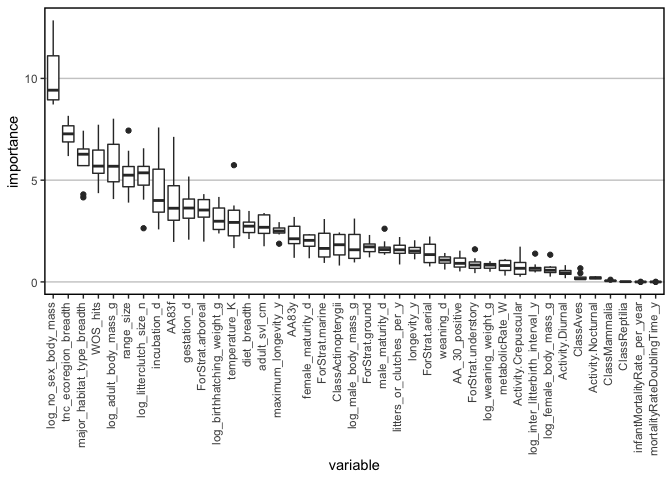 importance
10
5
0
log_no_sex_body_mass
tnc_ecoregion_breadth
major_habitat_type_breadth
WOS_hits
log_adult_body_mass_g
range_size
log_litterclutch_size_n
incubation_d
AA83f
gestation_d
ForStrat.arboreal
log_birthhatching_weight_g
temperature_K
diet_breadth
adult_svl_cm
maximum_longevity_y
AA83y
female_maturity_d
ForStrat.marine
ClassActinopterygii
log_male_body_mass_g
ForStrat.ground
male_maturity_d
litters_or_clutches_per_y
longevity_y
ForStrat.aerial
weaning_d
AA_30_positive
ForStrat.understory
log_weaning_weight_g
metabolicRate_W
Activity.Crepuscular
log_inter_litterbirth_interval_y
log_female_body_mass_g
Activity.Diurnal
ClassAves
Activity.Nocturnal
ClassMammalia
ClassReptilia
infantMortalityRate_per_year
mortalityRateDoublingTime_y
variable